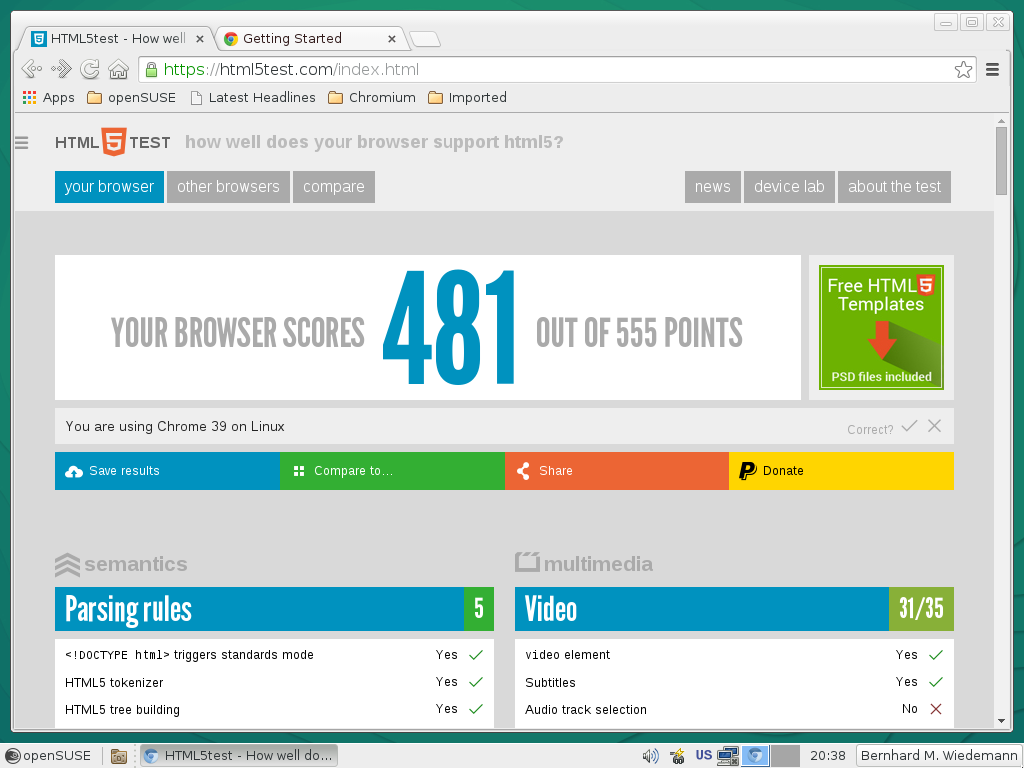 HTML5test - How well
Getting Started
https://html5test.com/index.html
Apps openSUSE Latest Headlines Chromium Imported
HTML 5 TEST how well does your browser support html5?
your browser other browsers compare news device lab about the test
YOUR BROWSER SCORES 481 OUT OF 555 POINTS
Free HTML5
Templates
PSD files included
You are using Chrome 39 on Linux Correct?
Save results Compare to... Share Donate
semantics multimedia
Parsing rules 5 Video 31/35
<!DOCTYPE html> triggers standards mode Yes video element Yes
HTML5 tokenizer Yes Subtitles Yes
HTML5 tree building Yes Audio track selection No
openSUSE HTML5test - How well do... US 20:38 Bernhard M. Wiedemann